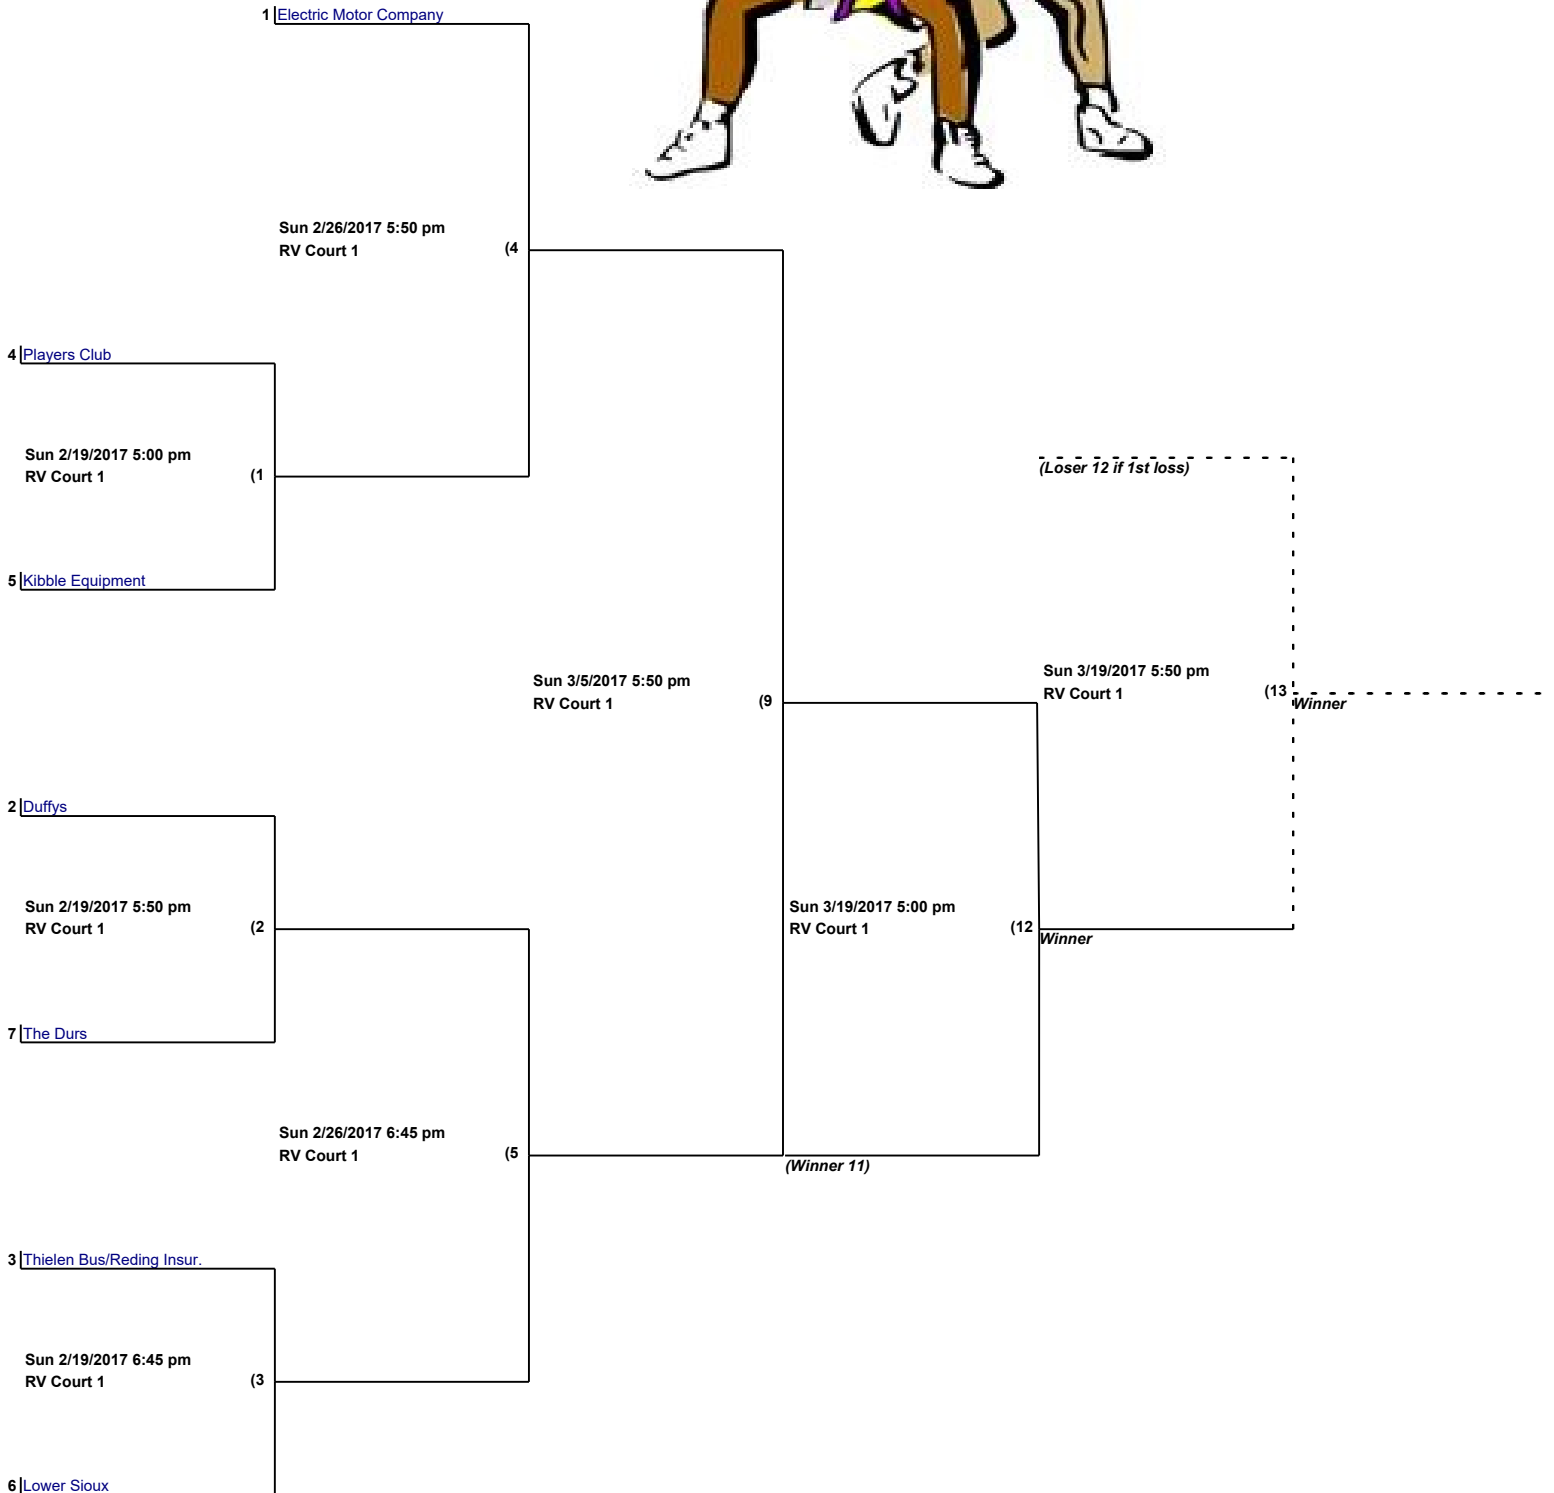 1 Electric Motor Company
Sun 2/26/2017 5:50 pm
RV Court 1 (4
4 Players Club
Sun 2/19/2017 5:00 pm
RV Court 1 (1
(Loser 12 if 1st loss)
5 Kibble Equipment
Sun 3/5/2017 5:50 pm
RV Court 1 (9
Sun 3/19/2017 5:50 pm
RV Court 1 (13
Winner
2 Duffys
Sun 2/19/2017 5:50 pm
RV Court 1 (2
Sun 3/19/2017 5:00 pm
RV Court 1 (12
Winner
7 The Durs
Sun 2/26/2017 6:45 pm
RV Court 1 (5
(Winner 11)
3 Thielen Bus/Reding Insur.
Sun 2/19/2017 6:45 pm
RV Court 1 (3
6 Lower Sioux